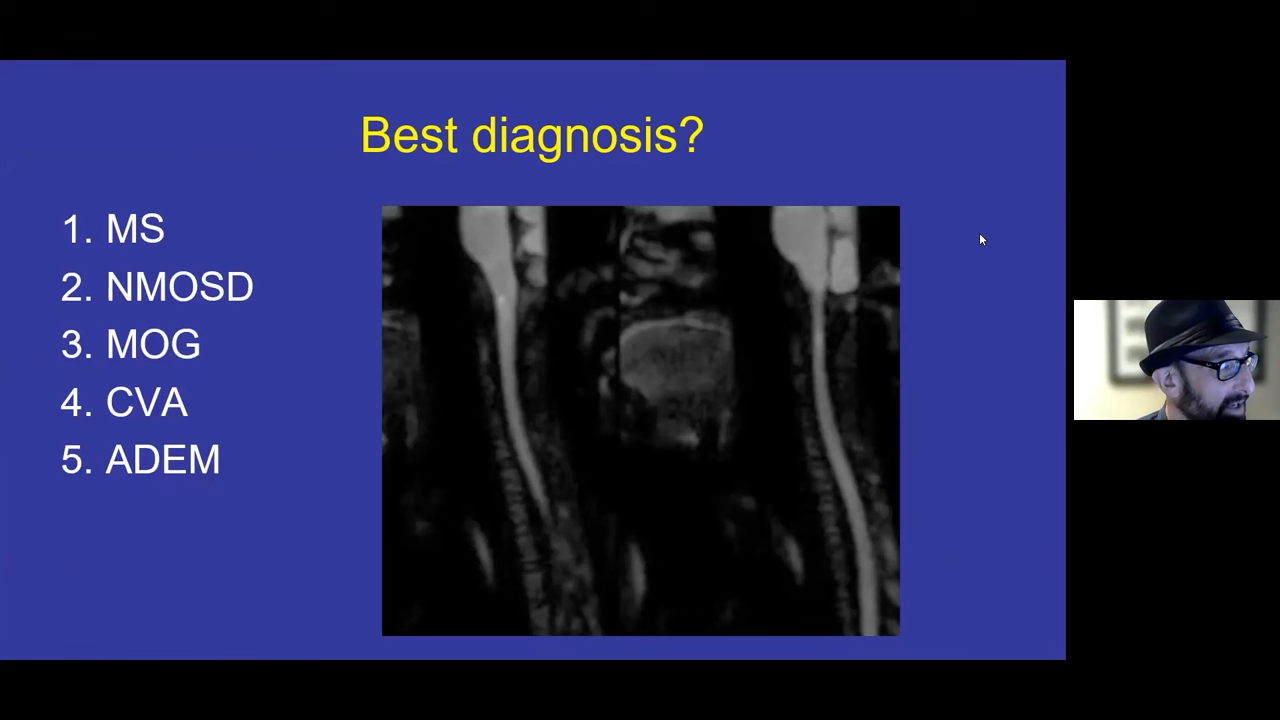 Best diagnosis?
1. MS
2. NMOSD
3. MOG
4. CVA
5. ADEM